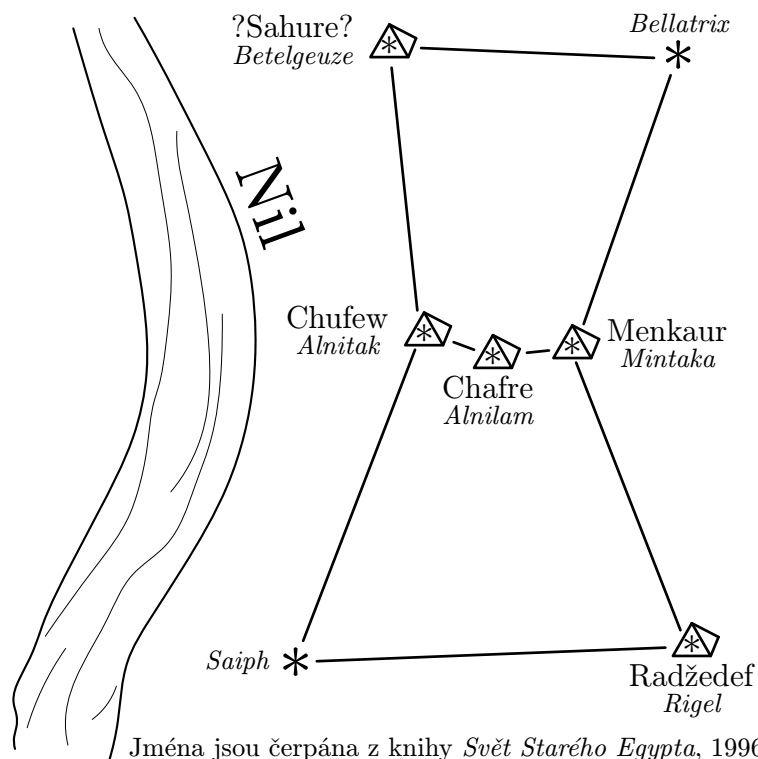 ?Sahure?
Betelgeuze
Bellatrix
Nil
Chufew
Alnitak
Menkaur
Mintaka
Chafre
Alnilam
Saiph
Radžedef
Rigel
Jména jsou čerpána z knihy Svět Starého Egypta, 1996